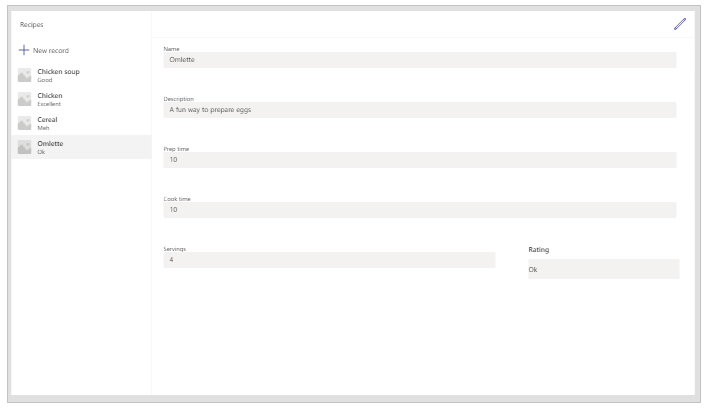 Recipes
New record
Chicken soup
Good
Chicken
Excellent
Cereal
Meh
Omlette
Ok
Name
Omlette
Description
A fun way to prepare eggs
Prep time
10
Cook time
10
Servings
4
Rating
Ok